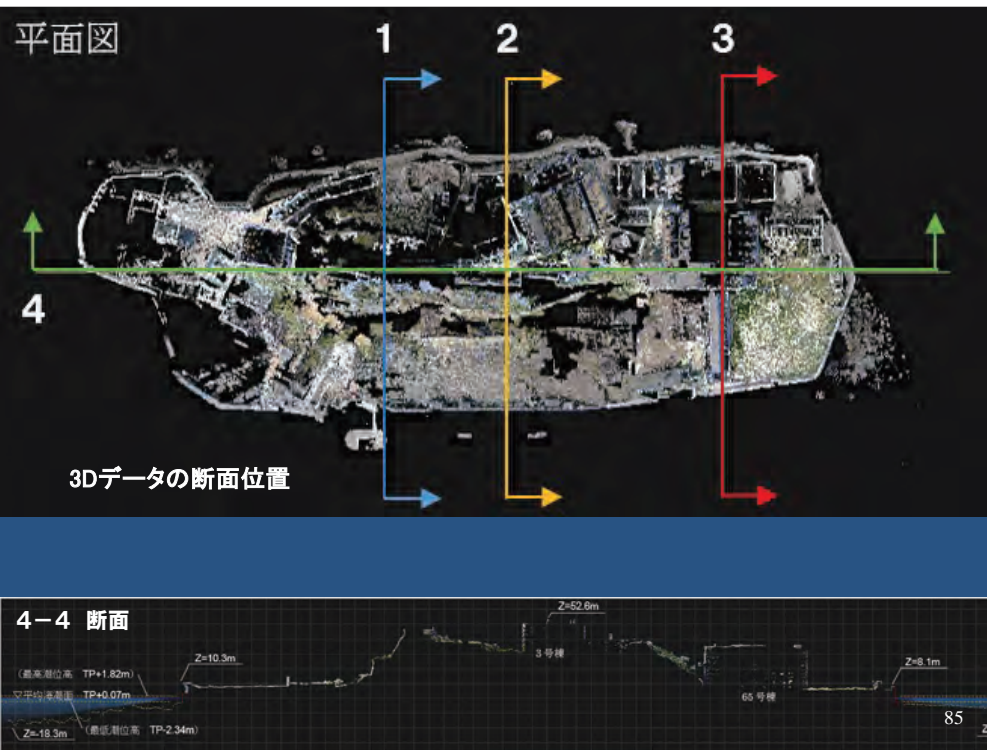 平面図
1
2
3
4
3Dデータの断面位置
4－4 断面
Z=52.6m
3号棟
Z=10.3m
(最高潮位高 TP+1.82m)
▽平均海潮面 TP+0.07m
(最低潮位高 TP-2.34m)
Z=-18.3m
65号棟
Z=8.1m
85